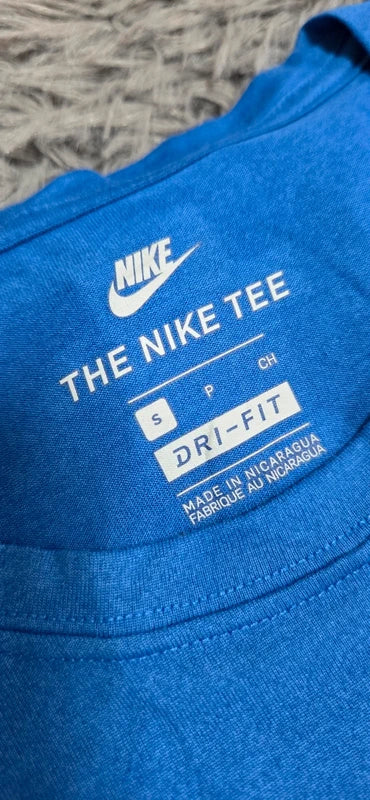 NIKE
THE NIKE TEE
S P CH
DRI-FIT
MADE IN NICARAGUA
FABRIQUE AU NICARAGUA